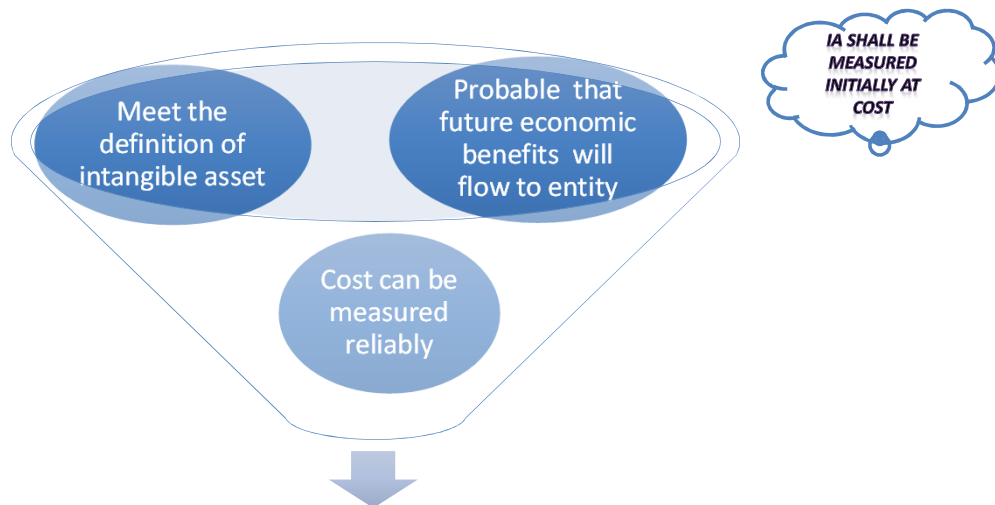 Meet the
definition of
intangible asset
Probable that
future economic
benefits will
flow to entity
Cost can be
measured
reliably
IA SHALL BE
MEASURED
INITIALLY AT
COST